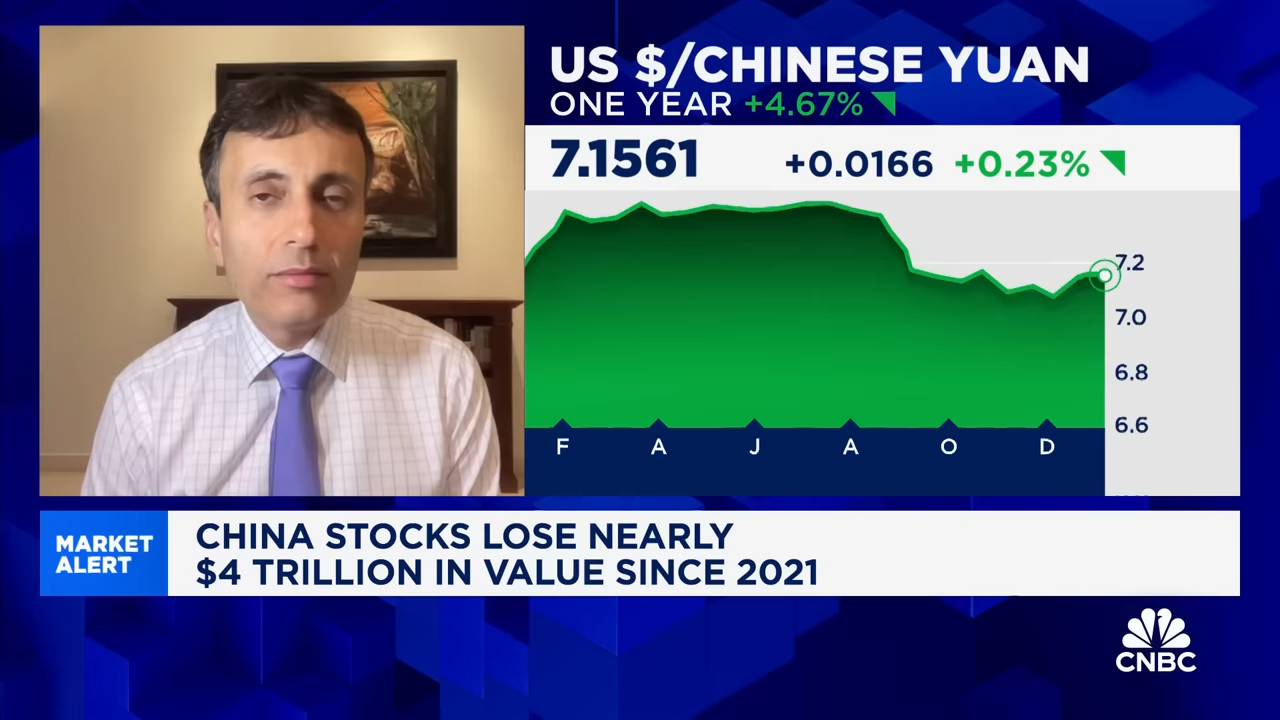 US $/CHINESE YUAN
ONE YEAR +4.67%
7.1561 +0.0166 +0.23%
7.2
7.0
6.8
6.6
F A J A O D
MARKET ALERT
CHINA STOCKS LOSE NEARLY
$4 TRILLION IN VALUE SINCE 2021
CNBC